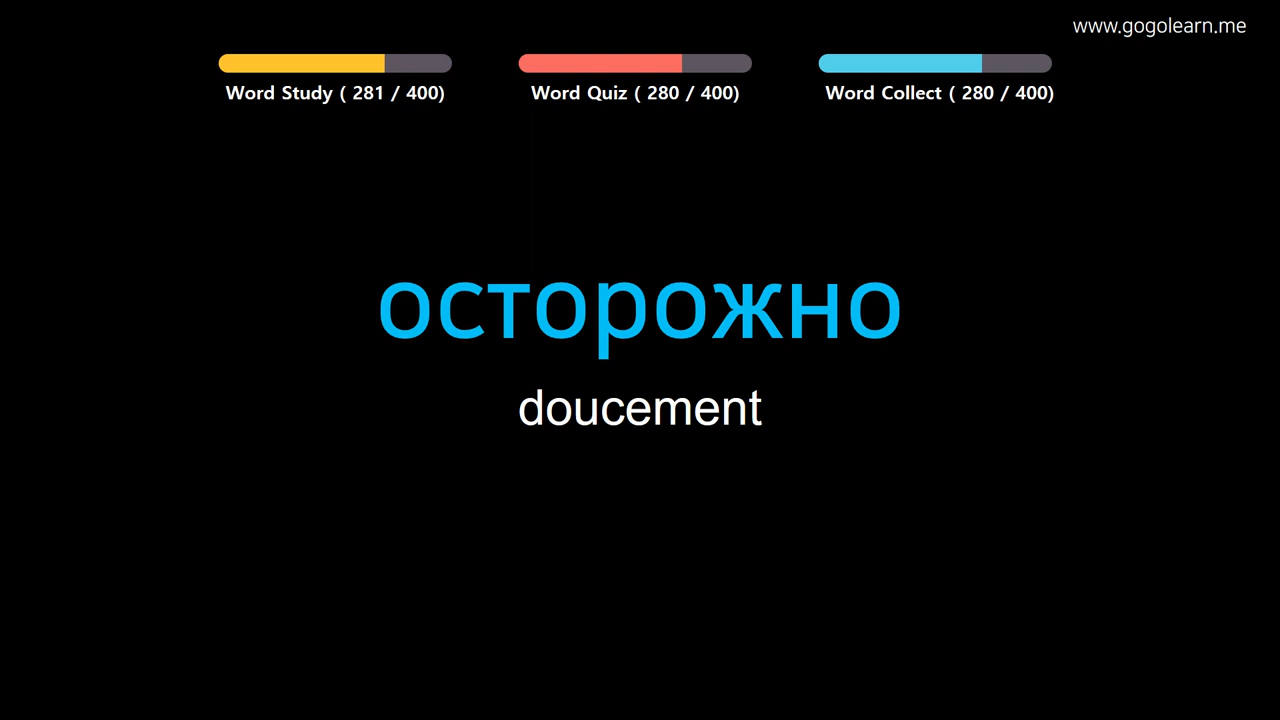 www.gogolearn.me
Word Study ( 281 / 400)
Word Quiz ( 280 / 400)
Word Collect ( 280 / 400)
осторожно
doucement